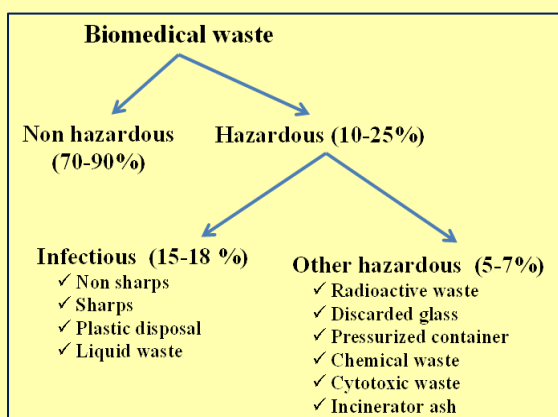 Biomedical waste
Non hazardous
(70-90%)
Hazardous (10-25%)
Infectious (15-18 %)
✓ Non sharps
✓ Sharps
✓ Plastic disposal
✓ Liquid waste
Other hazardous (5-7%)
✓ Radioactive waste
✓ Discarded glass
✓ Pressurized container
✓ Chemical waste
✓ Cytotoxic waste
✓ Incinerator ash